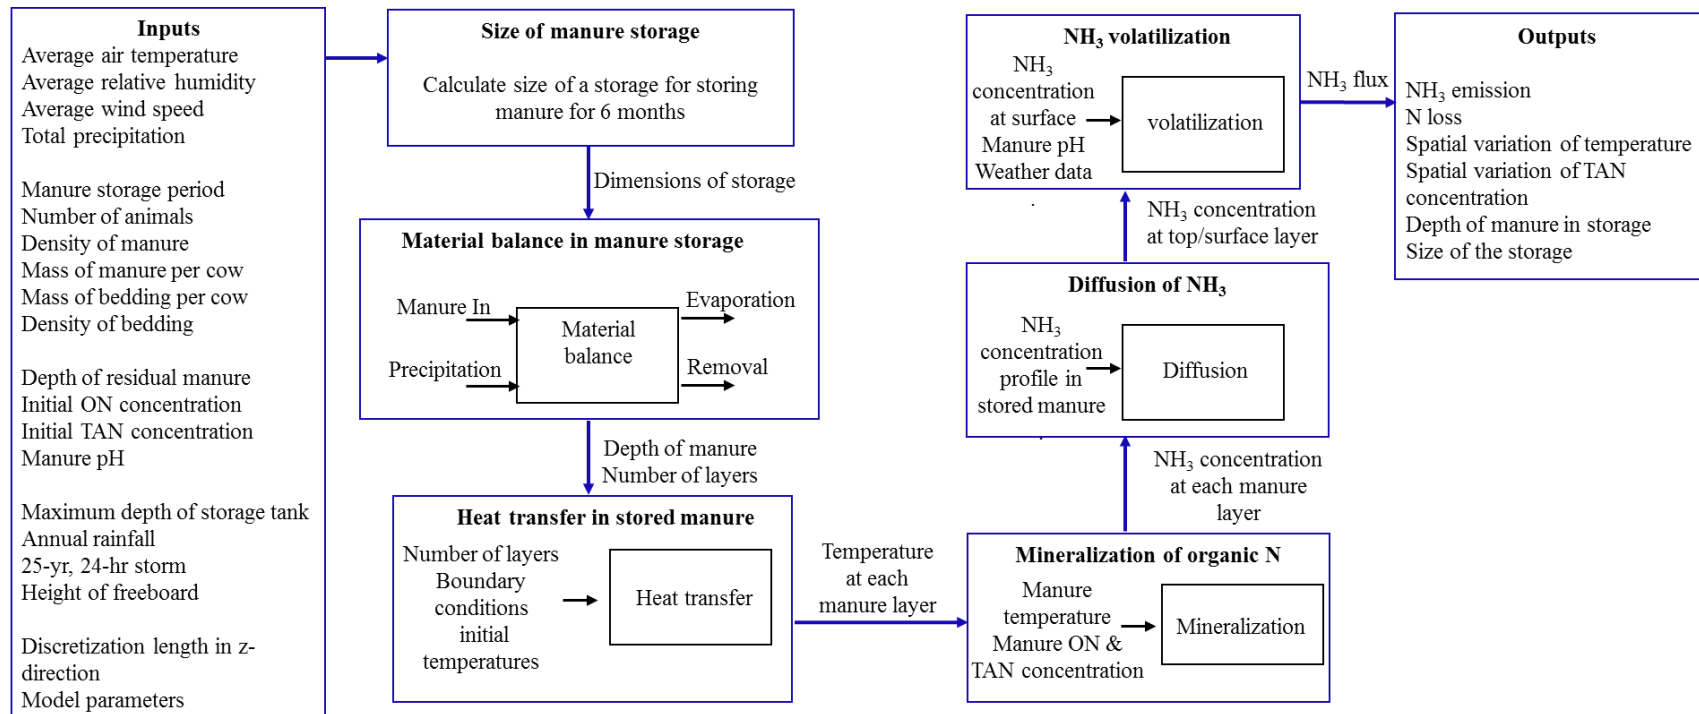 Inputs
Average air temperature
Average relative humidity
Average wind speed
Total precipitation
Manure storage period
Number of animals
Density of manure
Mass of manure per cow
Mass of bedding per cow
Density of bedding
Depth of residual manure
Initial ON concentration
Initial TAN concentration
Manure pH
Maximum depth of storage tank
Annual rainfall
25-yr, 24-hr storm
Height of freeboard
Discretization length in z-
direction
Model parameters
Size of manure storage
Calculate size of a storage for storing
manure for 6 months
Dimensions of storage
Material balance in manure storage
Manure In
Precipitation
Material
balance
Evaporation
Removal
Depth of manure
Number of layers
Heat transfer in stored manure
Number of layers
Boundary
conditions
initial
temperatures
Heat transfer
Temperature
at each
manure layer
Mineralization of organic N
Manure
temperature
Manure ON &
TAN concentration
Mineralization
NH₃ concentration
at each manure
layer
Diffusion of NH₃
NH₃
concentration
profile in
stored manure
Diffusion
NH₃ concentration
at top/surface layer
NH₃ volatilization
NH₃
concentration
at surface
Manure pH
Weather data
.
volatilization
NH₃ flux
Outputs
NH₃ emission
N loss
Spatial variation of temperature
Spatial variation of TAN
concentration
Depth of manure in storage
Size of the storage